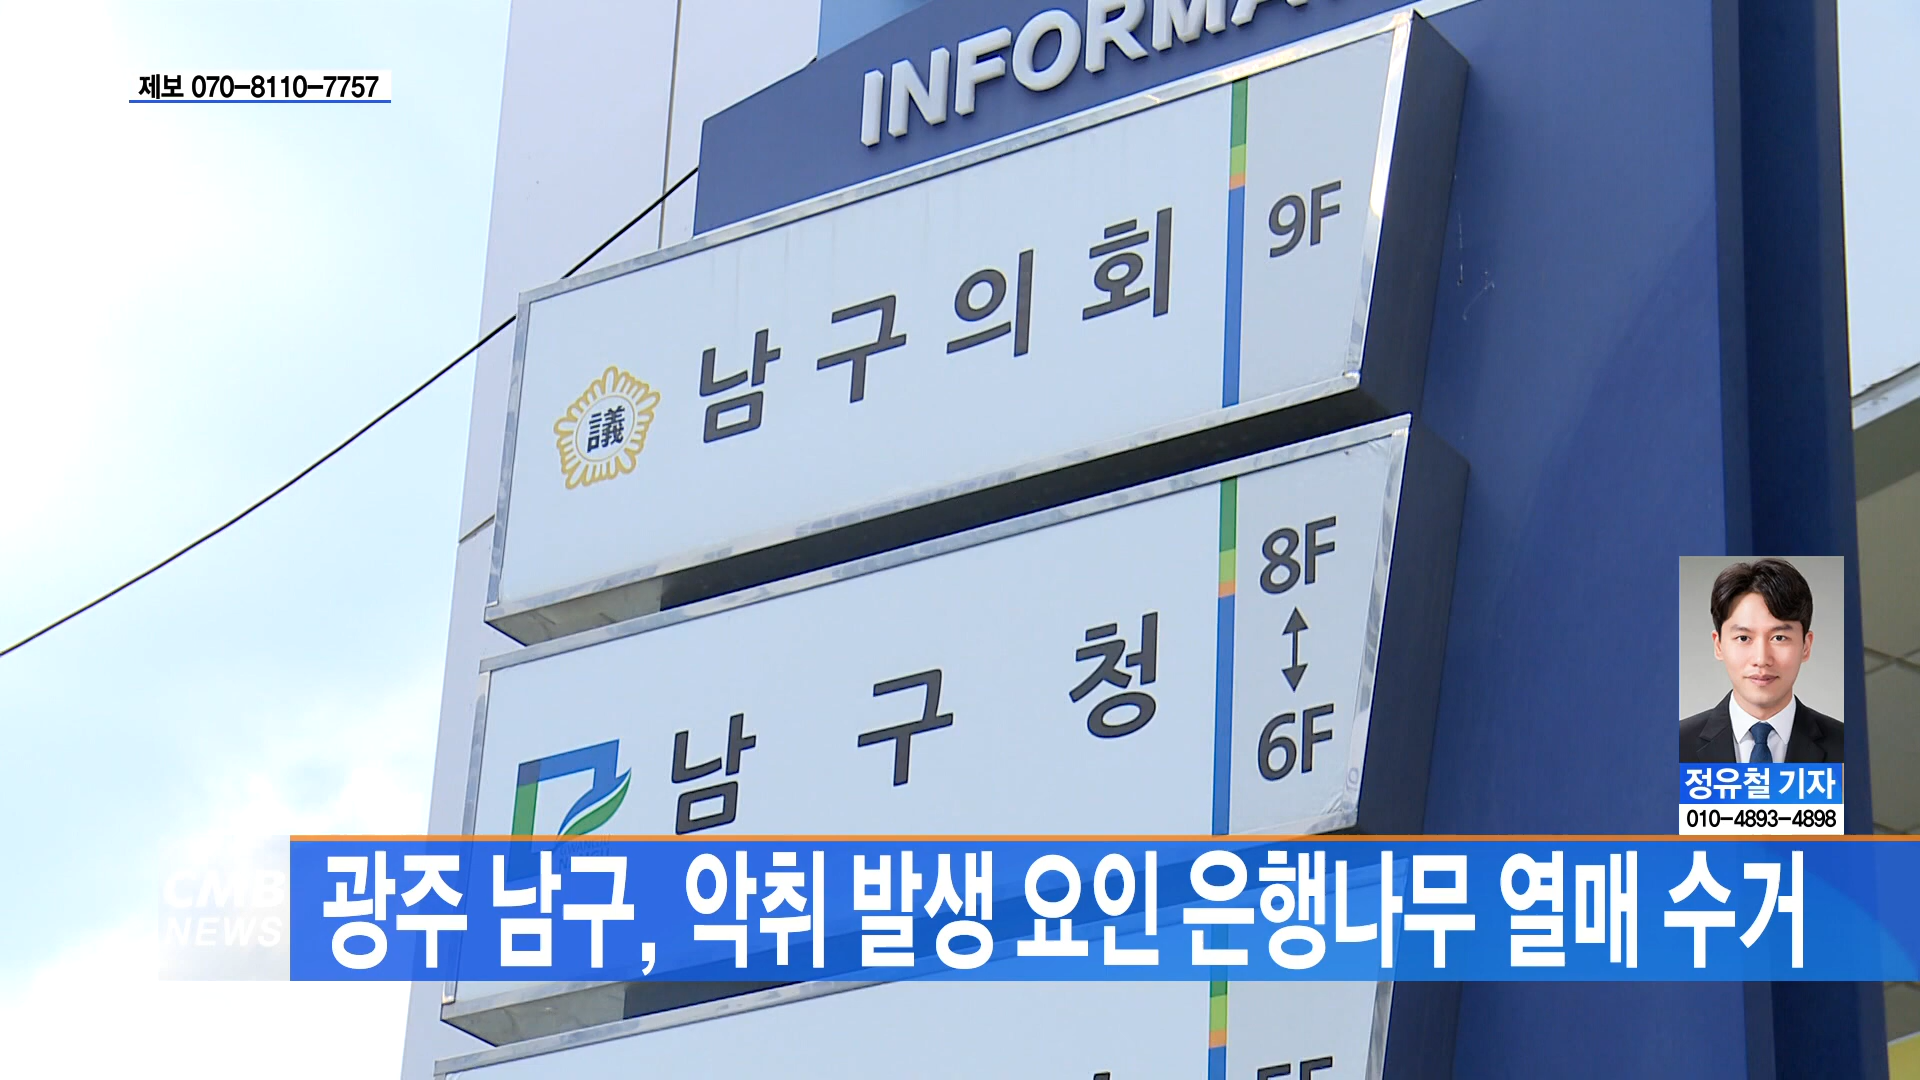 제보 070-8110-7757
남구의회 9F
議
남구청 8F
6F
정유철 기자
010-4893-4898
CMB
NEWS
광주 남구, 악취 발생 요인 은행나무 열매 수거